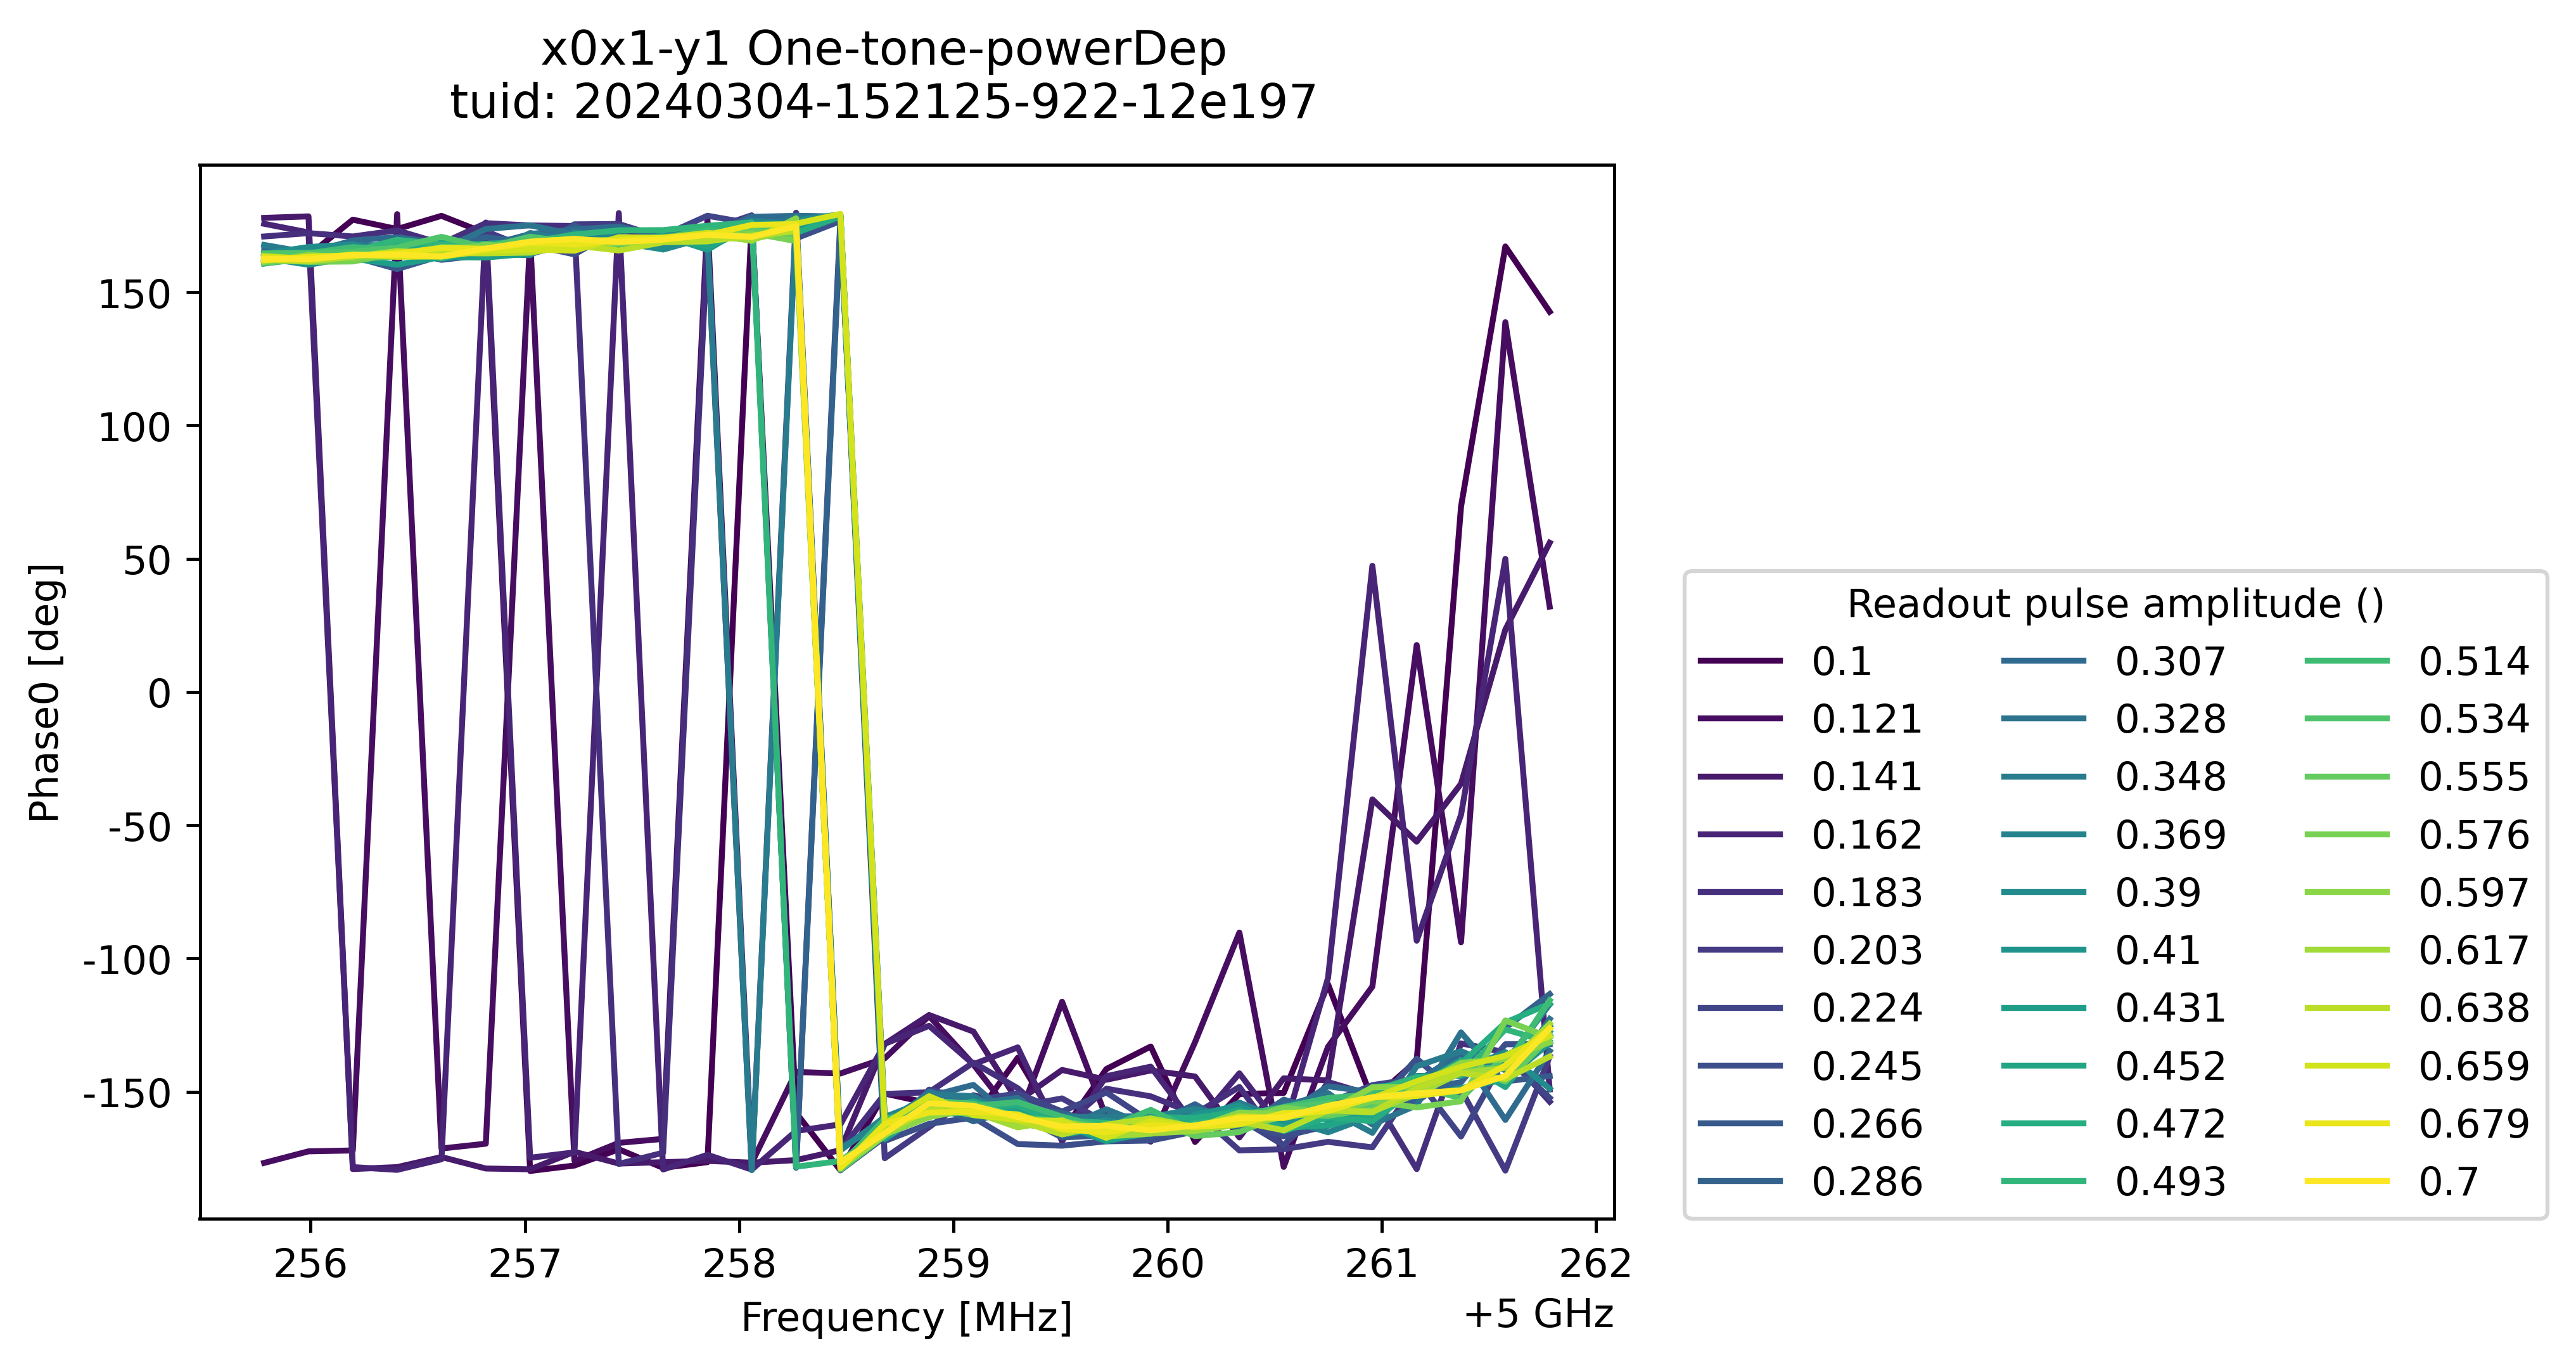 x0x1-y1 One-tone-powerDep
tuid: 20240304-152125-922-12e197
Phase0 [deg]
150
100
50
0
-50
-100
-150
256 257 258 259 260 261 262
Frequency [MHz]
+5 GHz
Readout pulse amplitude ()
0.1 0.307 0.514
0.121 0.328 0.534
0.141 0.348 0.555
0.162 0.369 0.576
0.183 0.39 0.597
0.203 0.41 0.617
0.224 0.431 0.638
0.245 0.452 0.659
0.266 0.472 0.679
0.286 0.493 0.7